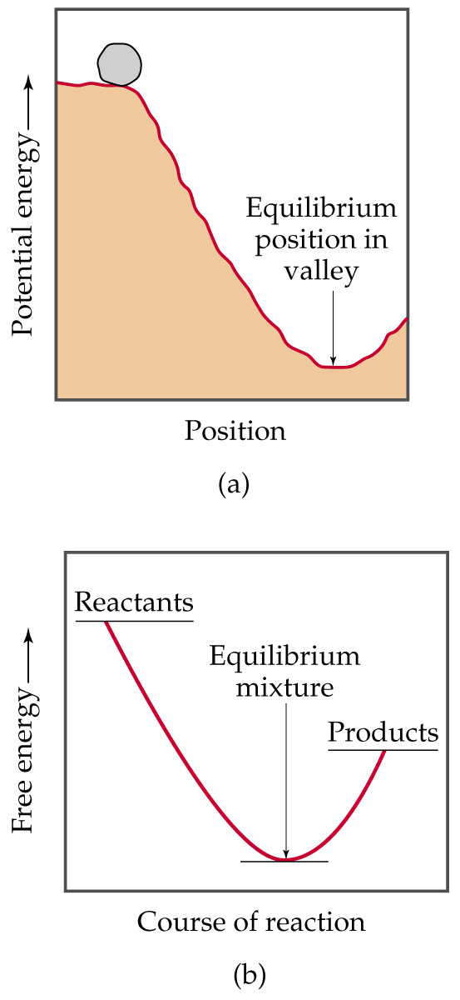 Potential energy
Equilibrium
position in
valley
Position
(a)
Free energy
Reactants
Equilibrium
mixture
Products
Course of reaction
(b)